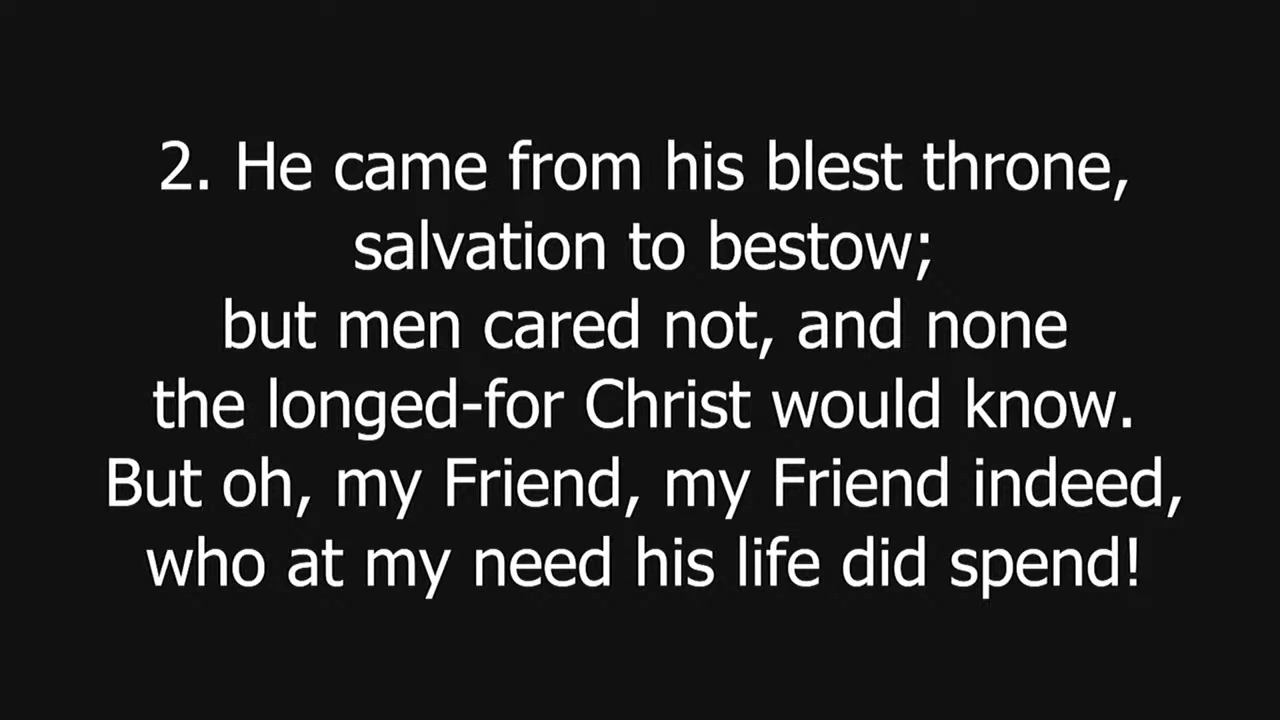 2. He came from his blest throne,
salvation to bestow;
but men cared not, and none
the longed-for Christ would know.
But oh, my Friend, my Friend indeed,
who at my need his life did spend!